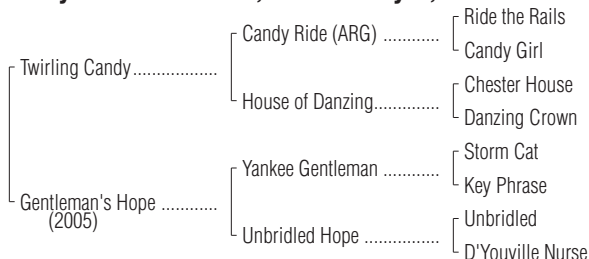 Ride the Rails
Candy Ride (ARG) ............
Candy Girl
Twirling Candy..................
Chester House
House of Danzing..............
Danzing Crown
Storm Cat
Yankee Gentleman ............
Key Phrase
Gentleman's Hope ............
(2005)
Unbridled
Unbridled Hope ................
D'Youville Nurse